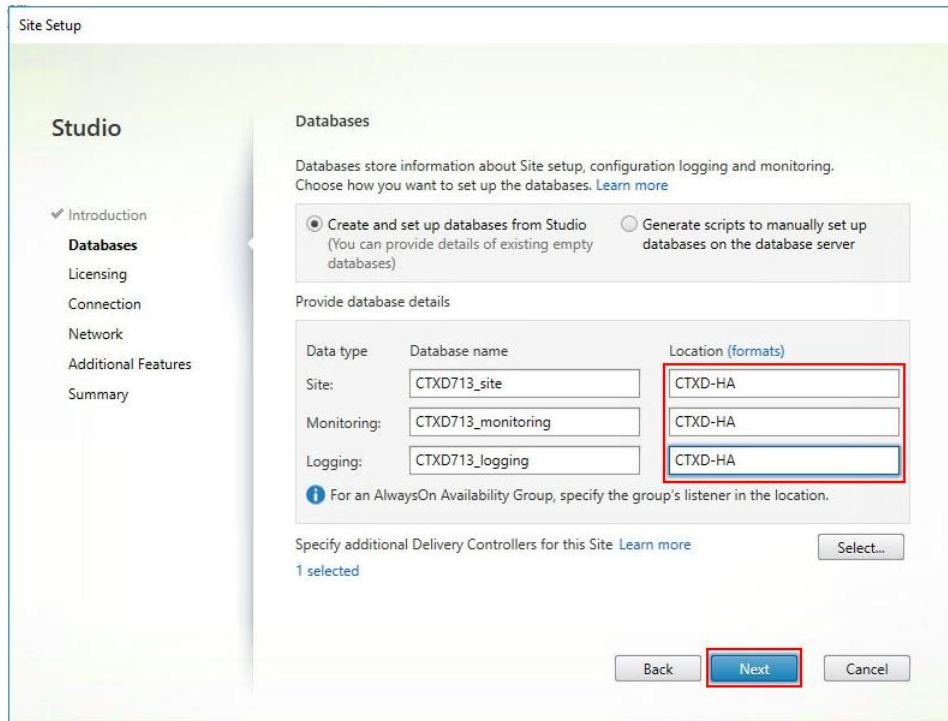 Site Setup
Studio
Introduction
Databases
Licensing
Connection
Network
Additional Features
Summary
Databases
Databases store information about Site setup, configuration logging and monitoring.
Choose how you want to set up the databases. Learn more
Create and set up databases from Studio
(You can provide details of existing empty
databases)
Generate scripts to manually set up
databases on the database server
Provide database details
Data type Database name Location (formats)
Site: CTXD713_site CTXD-HA
Monitoring: CTXD713_monitoring CTXD-HA
Logging: CTXD713_logging CTXD-HA
For an AlwaysOn Availability Group, specify the group's listener in the location.
Specify additional Delivery Controllers for this Site Learn more Select...
1 selected
Back Next Cancel